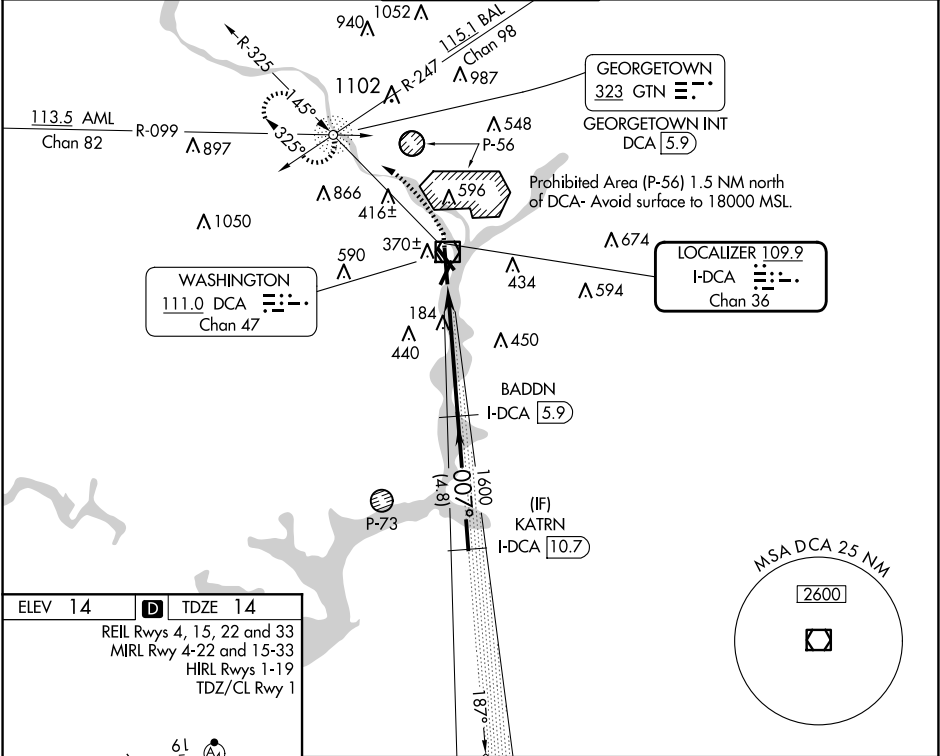 1052
940
115.1 BAL
Chan 98
R-325
R-247
987
1102
GEORGETOWN
323 GTN
GEORGETOWN INT
DCA 5.9
145°
325°
113.5 AML
Chan 82
R-099
897
548
P-56
866
596
416±
Prohibited Area (P-56) 1.5 NM north
of DCA- Avoid surface to 18000 MSL.
1050
370±
590
674
434
594
LOCALIZER 109.9
I-DCA
Chan 36
WASHINGTON
111.0 DCA
Chan 47
184
440
450
BADDN
I-DCA 5.9
007°
1600
(4.8)
P-73
(IF)
KATRN
I-DCA 10.7
187°
MSA DCA 25 NM
2600
ELEV 14 D TDZE 14
REIL Rwys 4, 15, 22 and 33
MIRL Rwy 4-22 and 15-33
HIRL Rwys 1-19
TDZ/CL Rwy 1
19